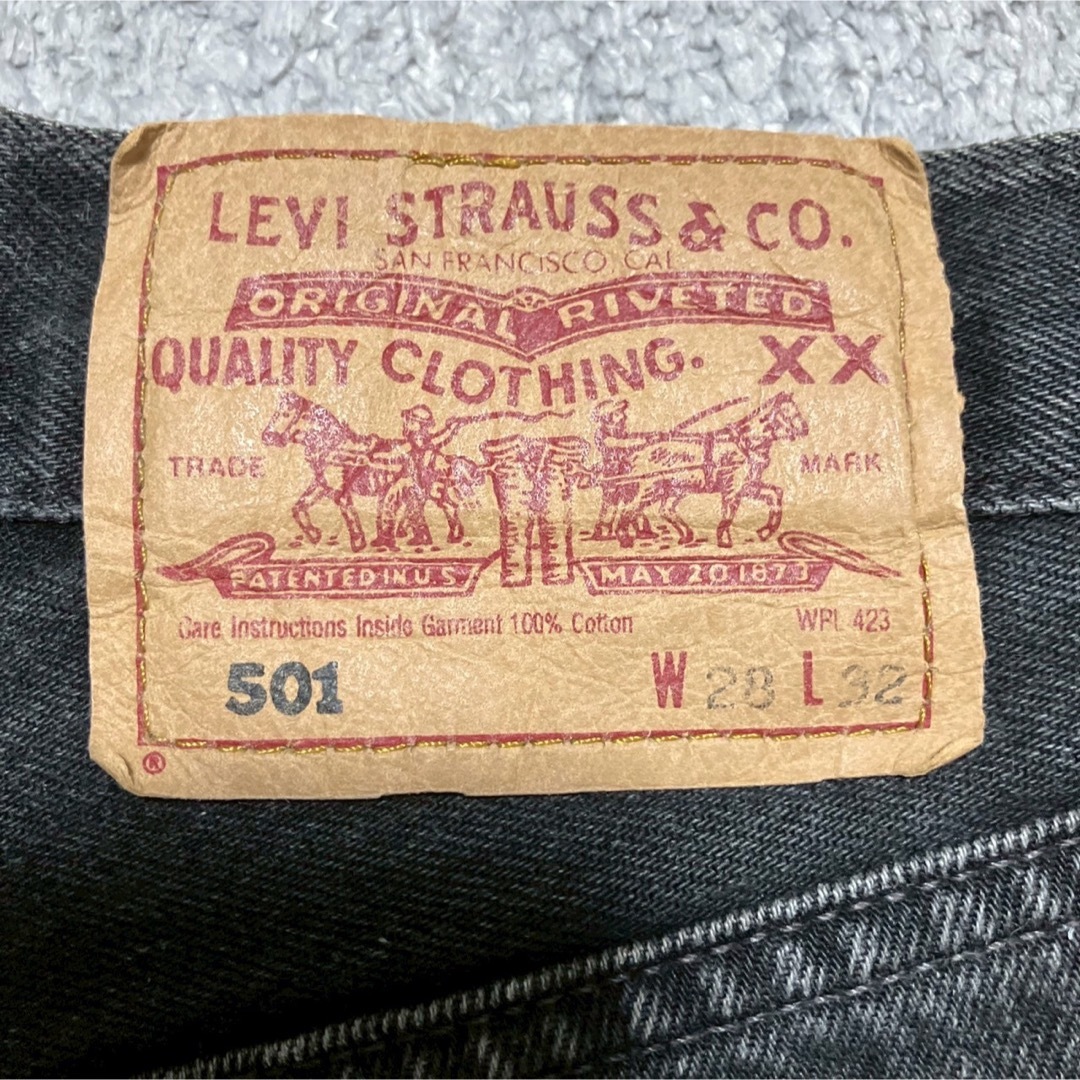 LEVI STRAUSS & CO.
SAN FRANCISCO, CAL
ORIGINAL RIVETED
QUALITY CLOTHING. XX
TRADE MARK
PATENTED IN U.S. MAY 20 1873
Care Instructions Inside Garment 100% Cotton WPL 423
501 W 28 L 32
®